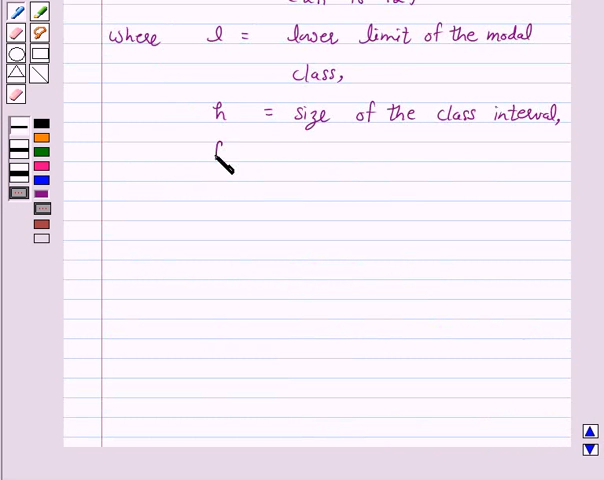 where l = lower limit of the modal
class,
h = size of the class interval,